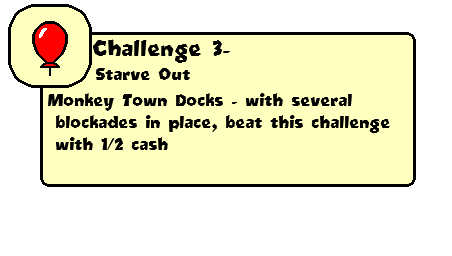 Challenge 3-
Starve Out
Monkey Town Docks - with several
blockades in place, beat this challenge
with 1/2 cash